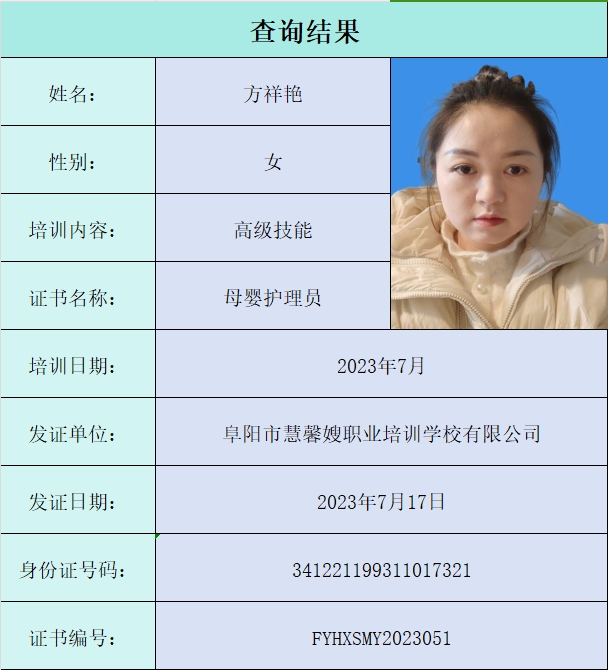 查询结果
姓名： 方祥艳
性别： 女
培训内容： 高级技能
证书名称： 母婴护理员
培训日期： 2023年7月
发证单位： 阜阳市慧馨嫂职业培训学校有限公司
发证日期： 2023年7月17日
身份证号码： 341221199311017321
证书编号： FYHXSMY2023051